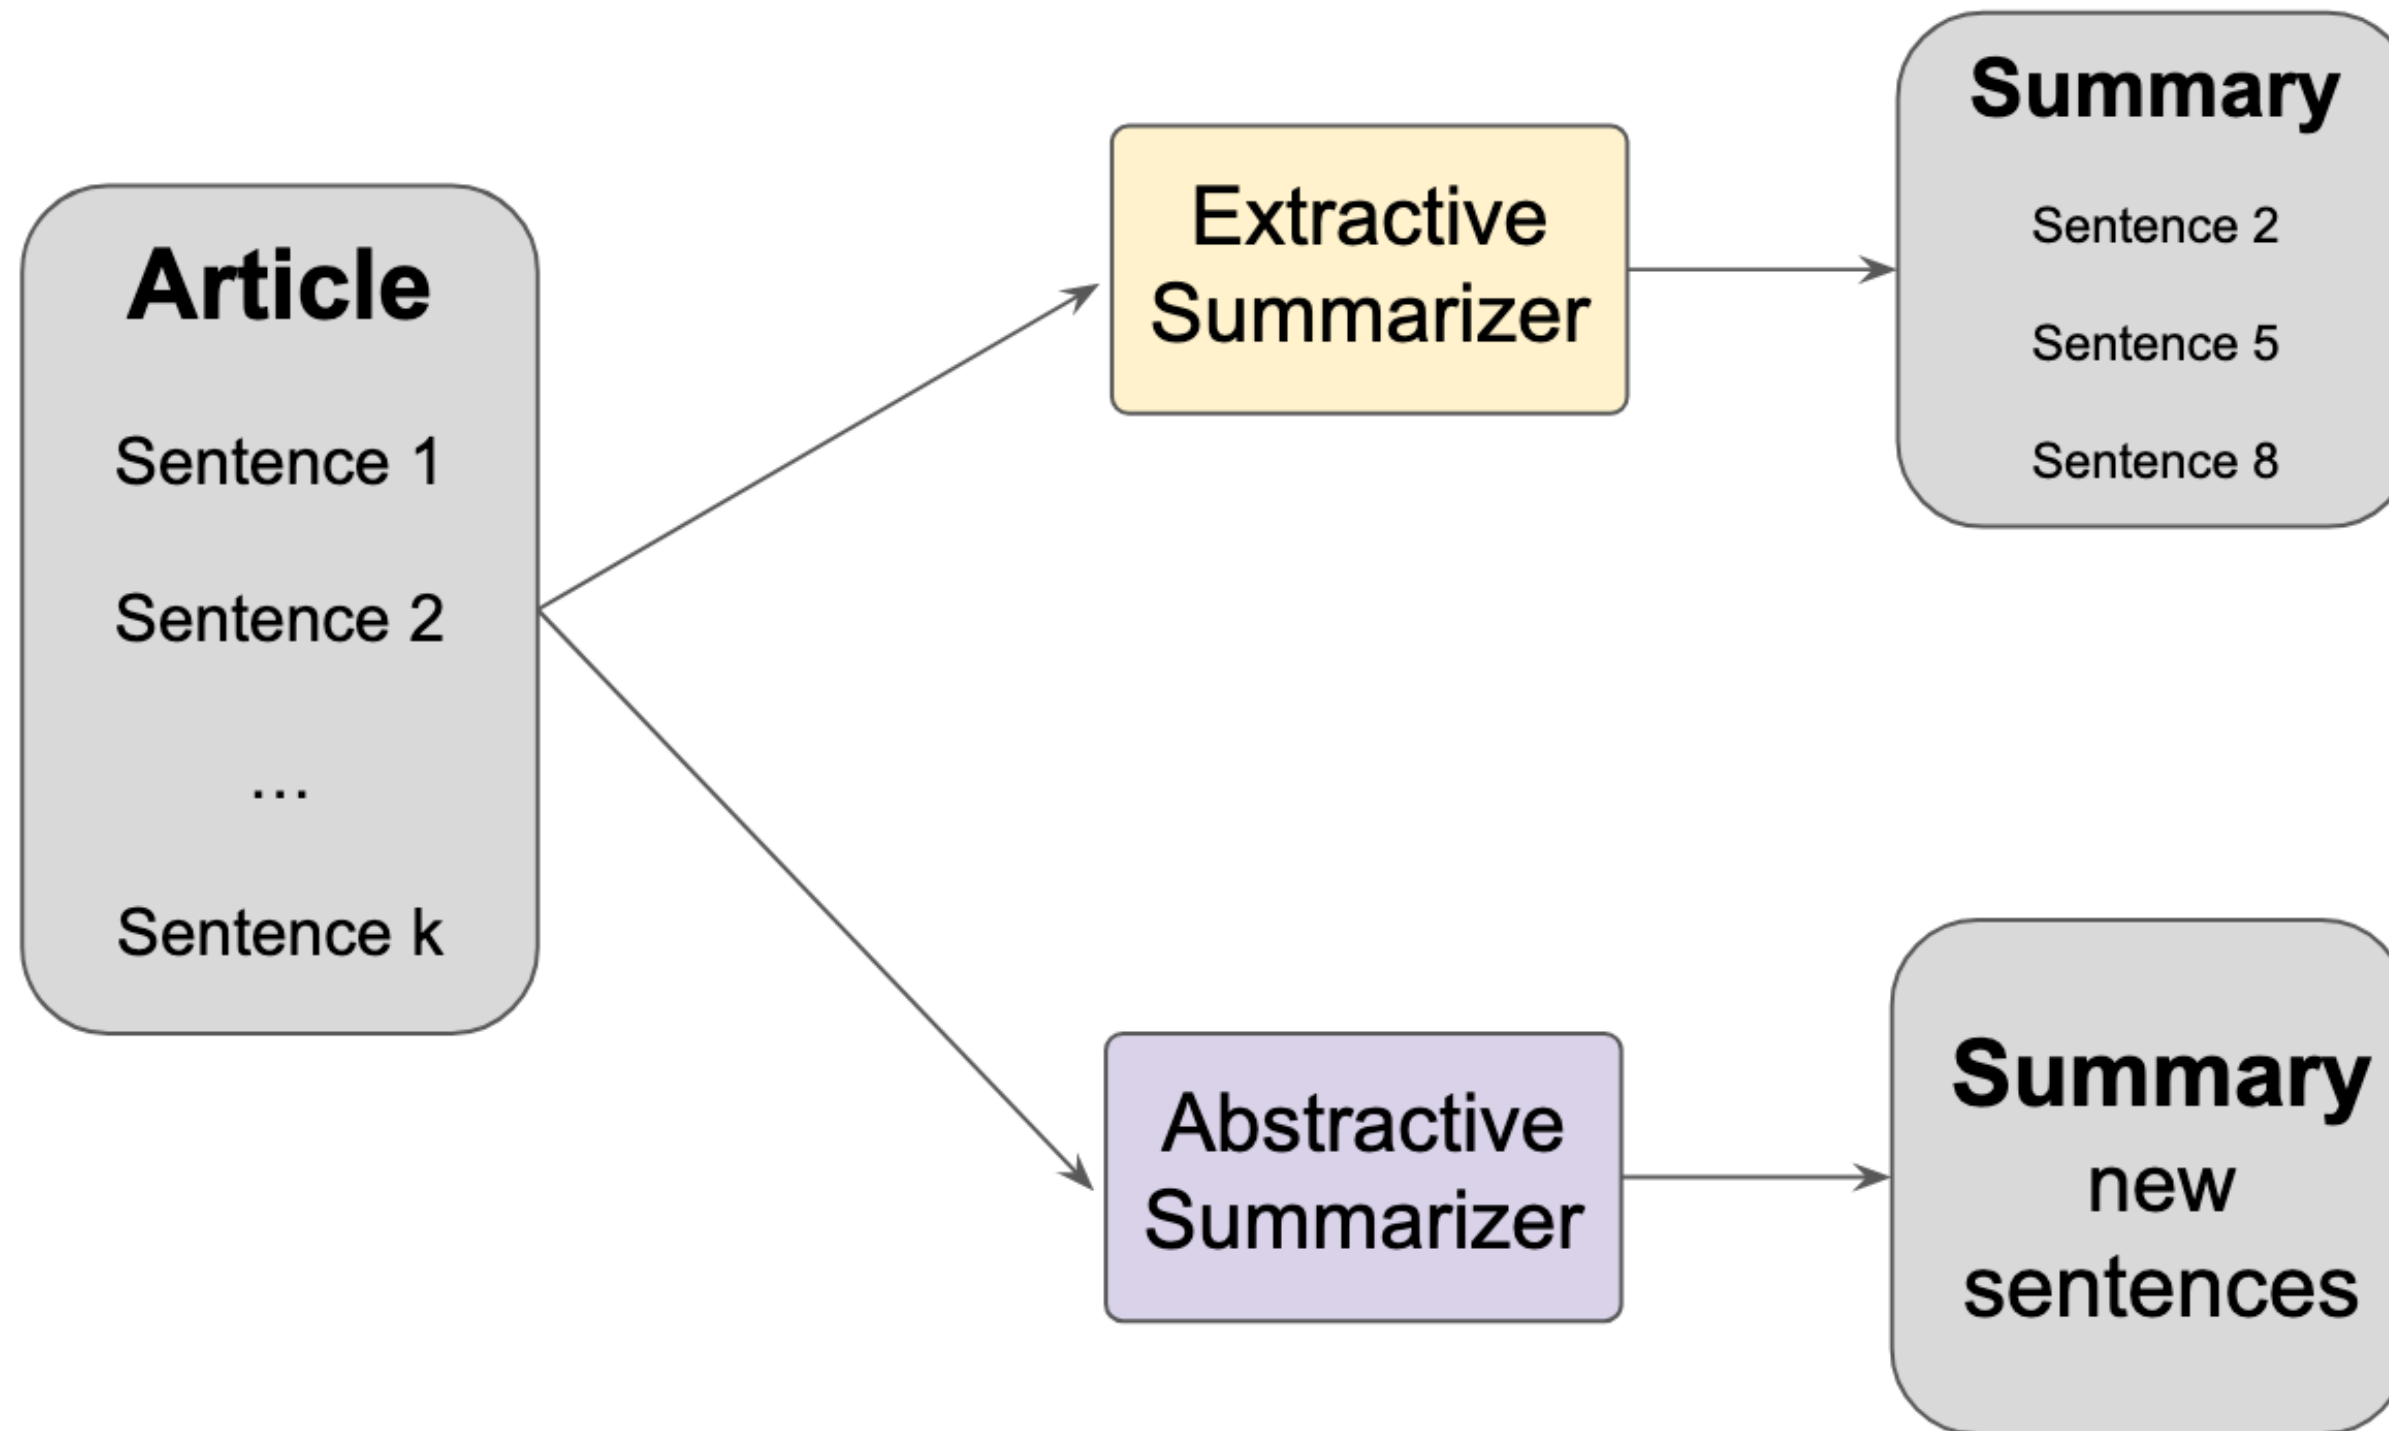 Article
Sentence 1
Sentence 2
...
Sentence k
Extractive
Summarizer
Summary
Sentence 2
Sentence 5
Sentence 8
Abstractive
Summarizer
Summary
new
sentences